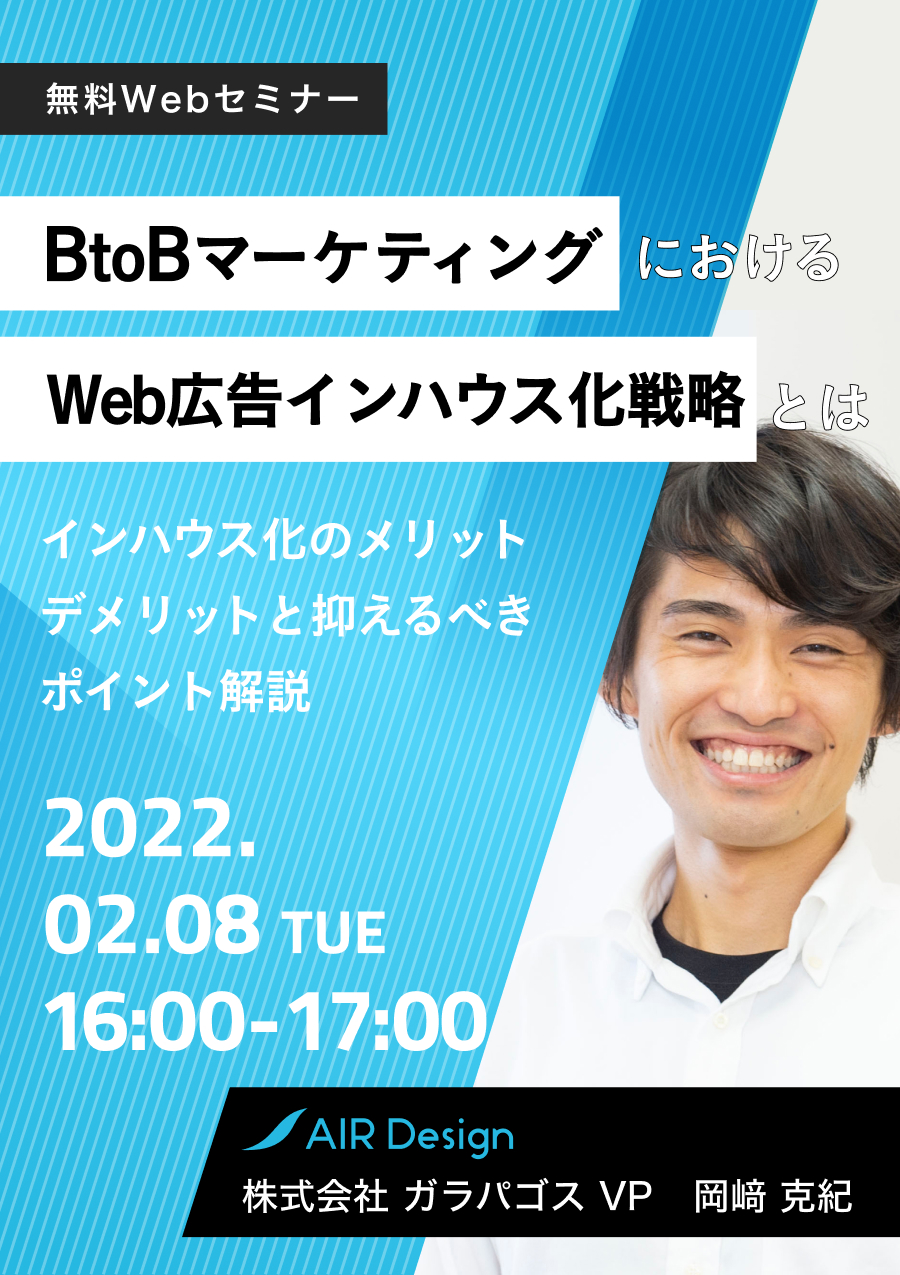 無料Webセミナー
BtoBマーケティング における
Web広告インハウス化戦略 とは
インハウス化のメリット
デメリットと抑えるべき
ポイント解説
2022.
02.08 TUE
16:00-17:00
AIR Design
株式会社 ガラパゴス VP 岡﨑 克紀